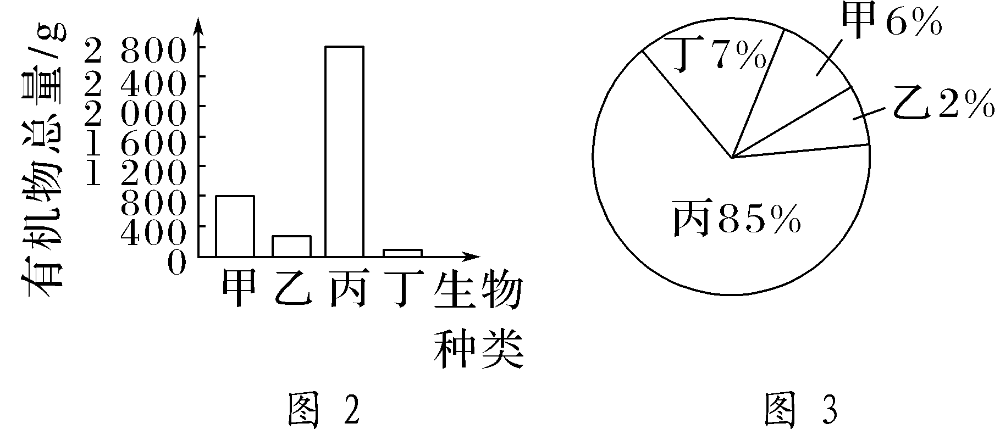 有机物总量/g
2 800
2 400
2 000
1 600
1 200
800
400
0
甲 乙 丙 丁 生物
种类
图 2
丁7%
甲6%
乙2%
丙85%
图 3